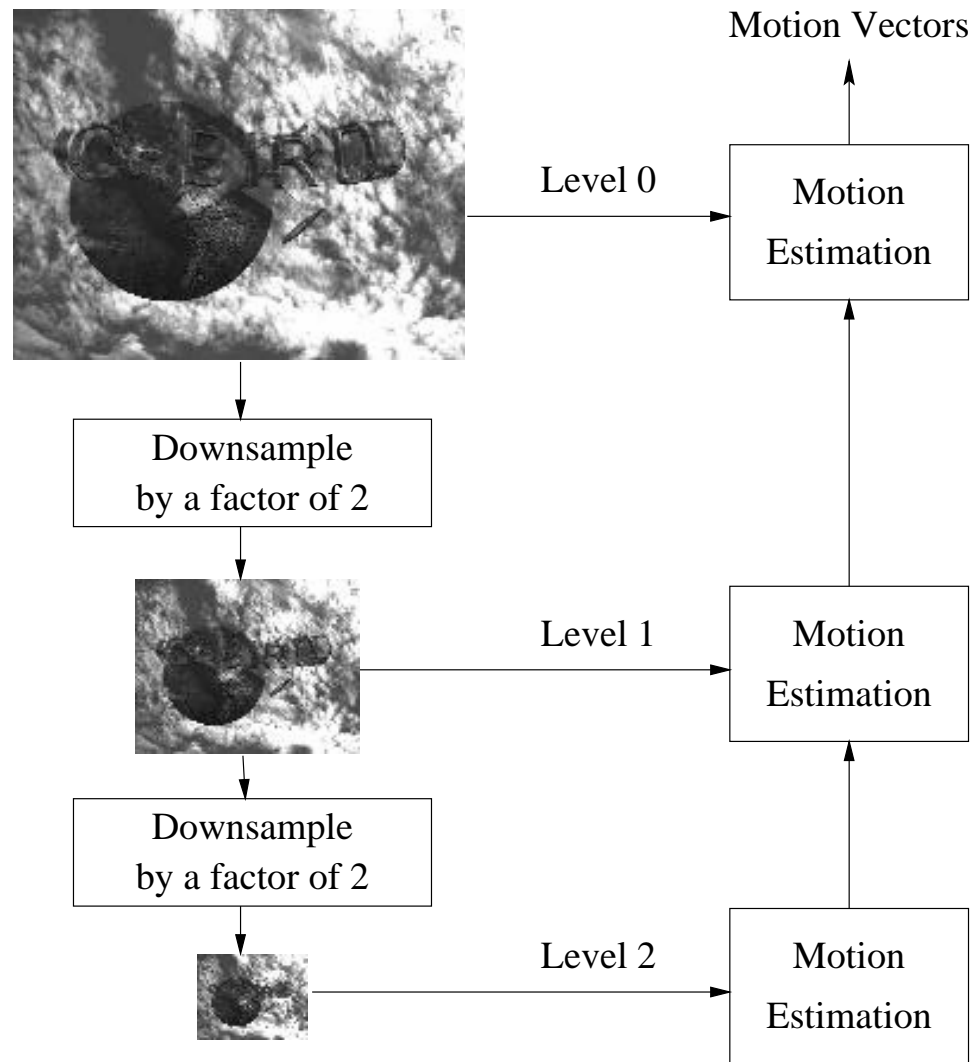 Motion Vectors
Level 0
Motion
Estimation
Downsample
by a factor of 2
Level 1
Motion
Estimation
Downsample
by a factor of 2
Level 2
Motion
Estimation